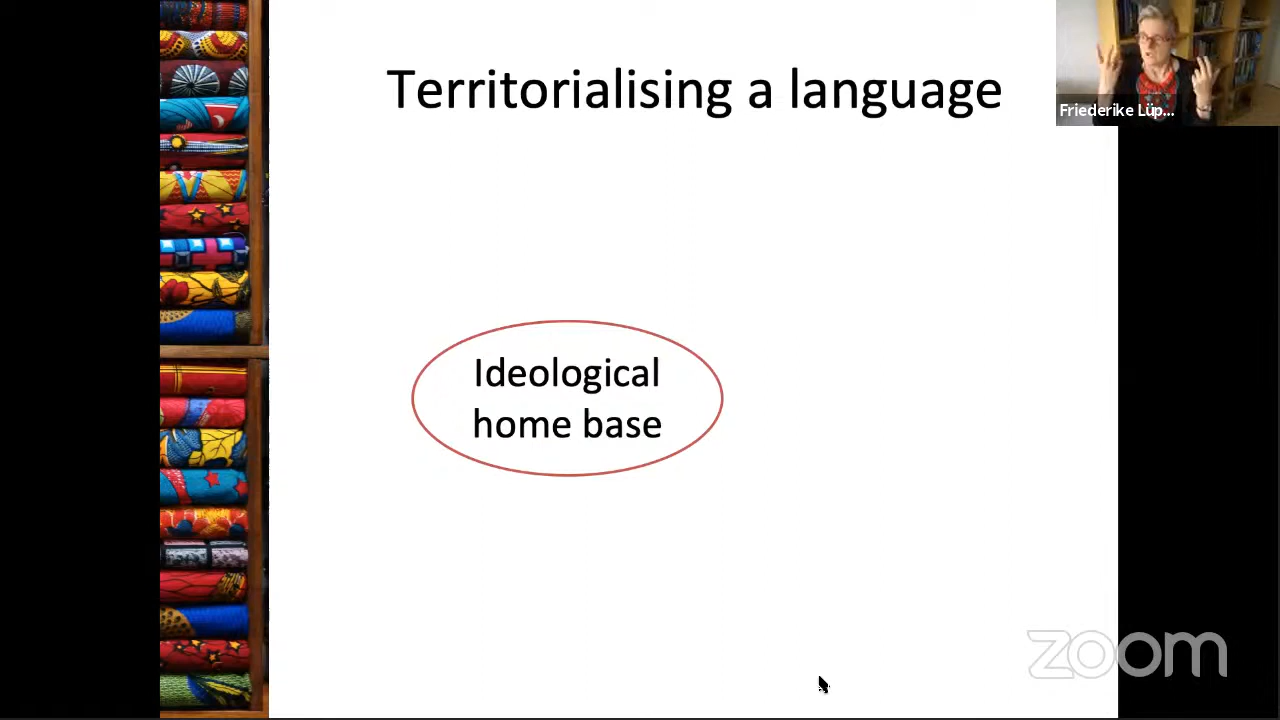 Territorialising a language
Friederike Lüp...
Ideological
home base
zoom